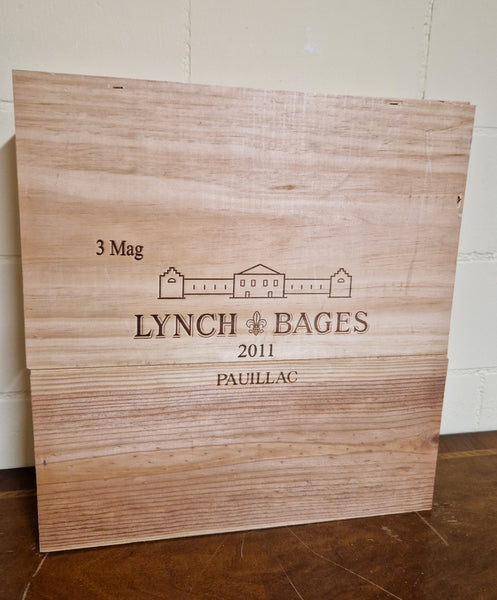 3 Mag
LYNCH BAGES
2011
PAUILLAC